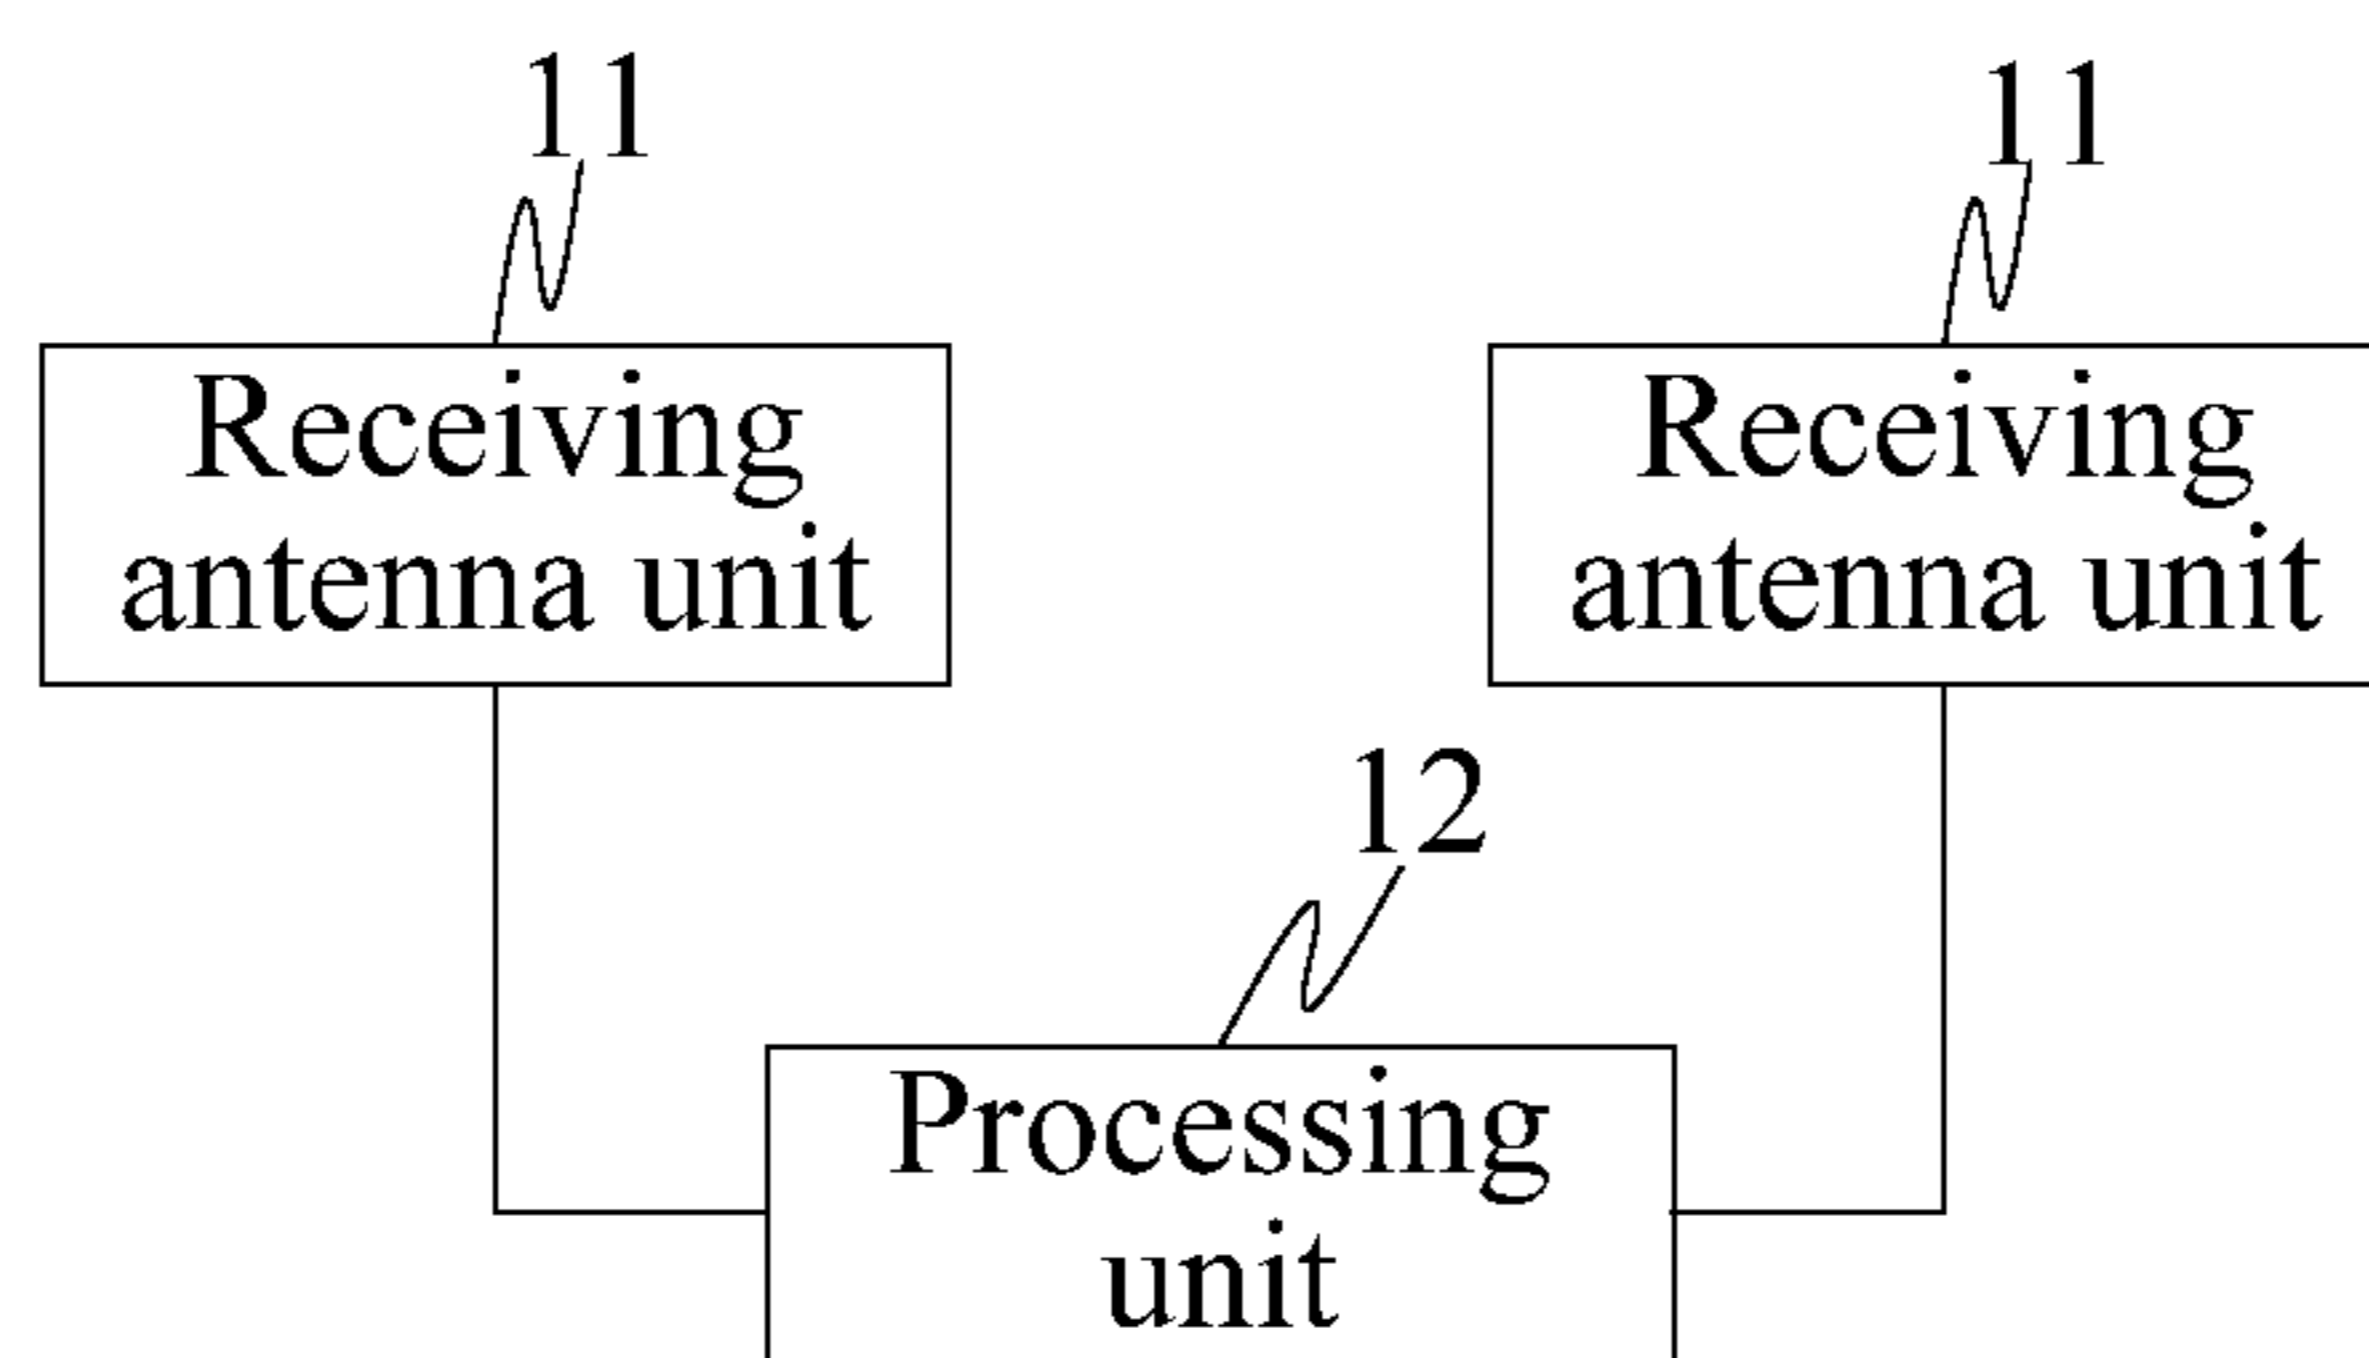 11
11
Receiving
antenna unit
Receiving
antenna unit
12
Processing
unit